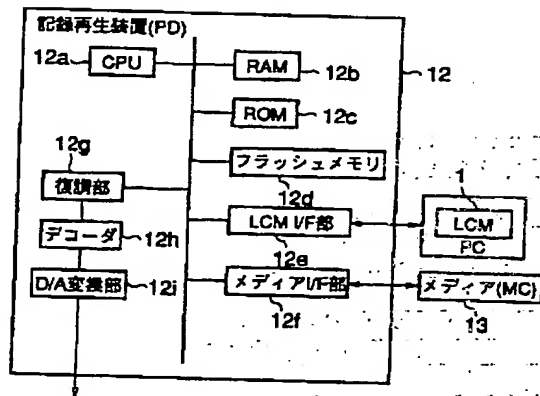 記録再生装置(PD)
12a
CPU
RAM
12b
12
ROM
12c
12g
復調部
フラッシュメモリ
12d
1
デコーダ
12h
LCM I/F部
12e
LCM
PC
D/A変換部
12i
メディアI/F部
12f
メディア(MC)
13